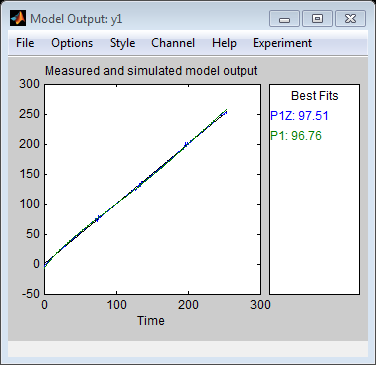 Model Output: y1
File Options Style Channel Help Experiment
Measured and simulated model output
300
250
200
150
100
50
0
-50
0 100 200 300
Time
Best Fits
P1Z: 97.51
P1: 96.76